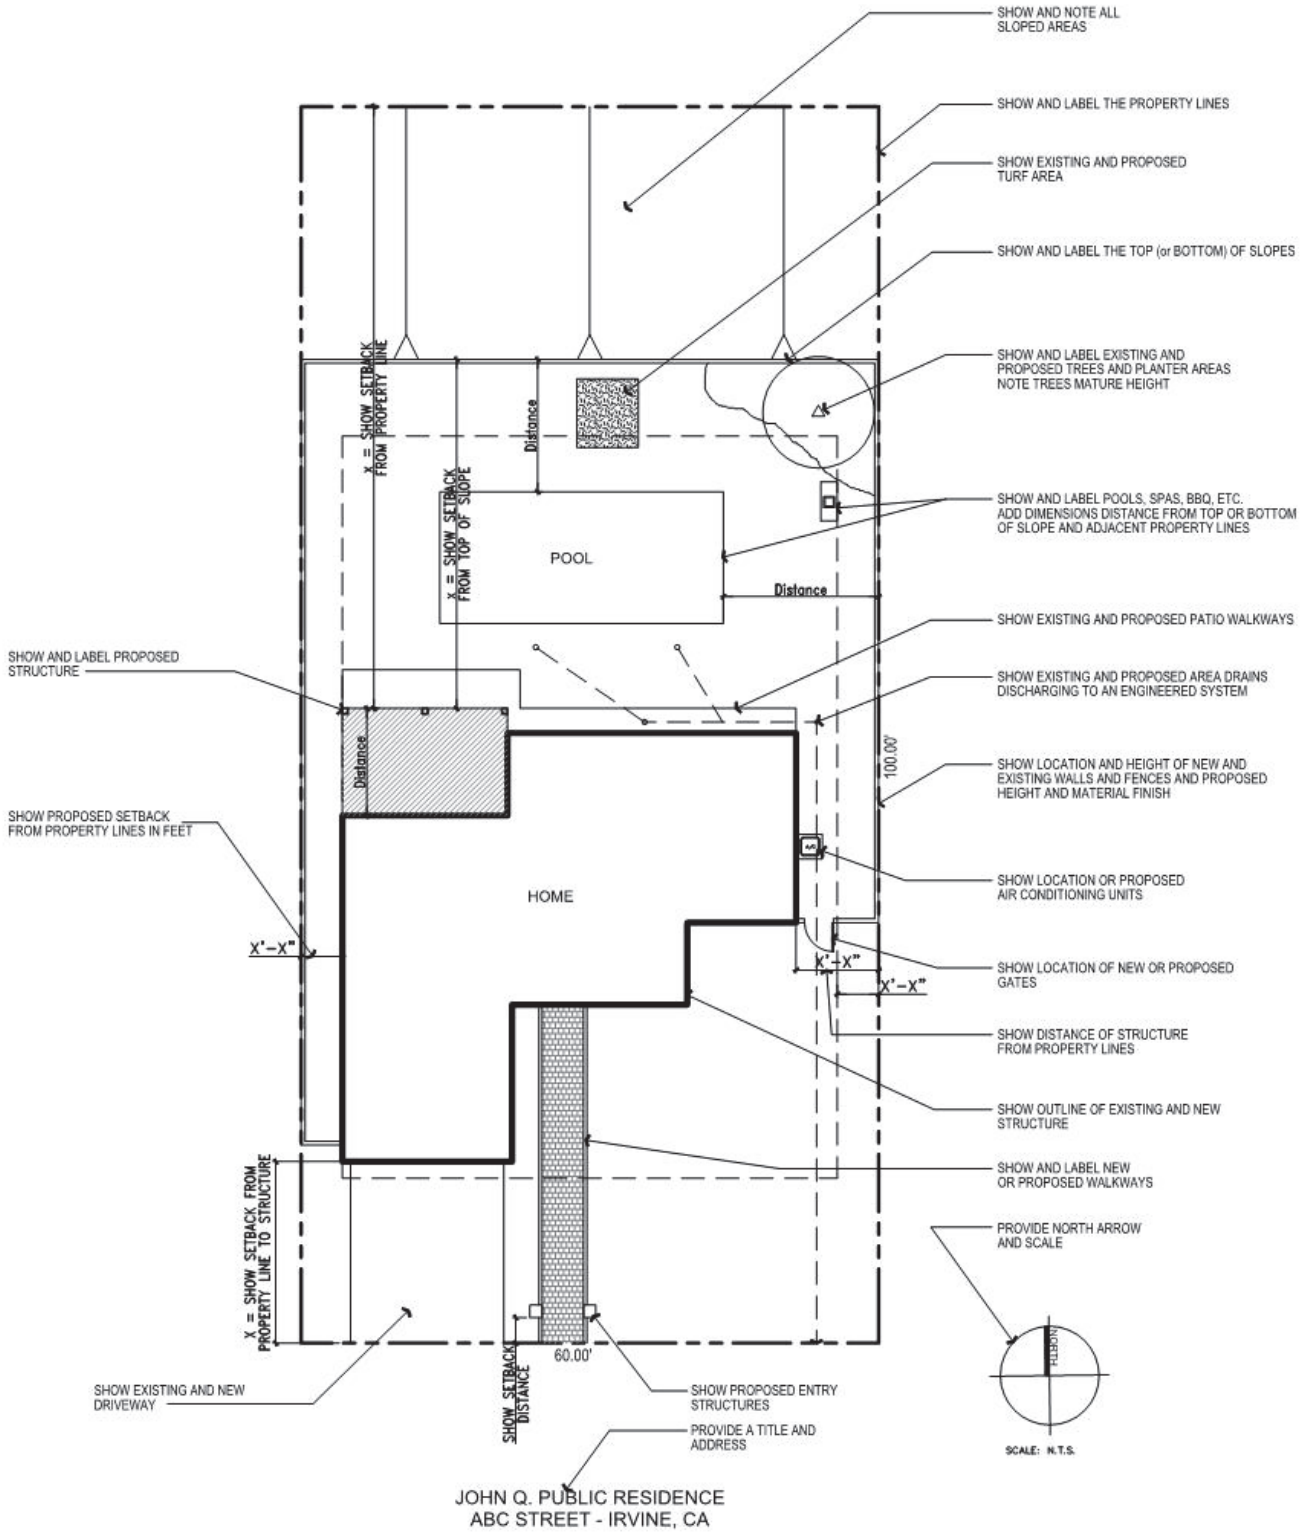 SHOW AND NOTE ALL
SLOPED AREAS
SHOW AND LABEL THE PROPERTY LINES
SHOW EXISTING AND PROPOSED
TURF AREA
SHOW AND LABEL THE TOP (or BOTTOM) OF SLOPES
X = SHOW SETBACK
FROM PROPERTY LINE
SHOW AND LABEL EXISTING AND
PROPOSED TREES AND PLANTER AREAS
NOTE TREES MATURE HEIGHT
Distance
X = SHOW SETBACK
FROM TOP OF SLOPE
SHOW AND LABEL POOLS, SPAS, BBQ, ETC.
ADD DIMENSIONS DISTANCE FROM TOP OR BOTTOM
OF SLOPE AND ADJACENT PROPERTY LINES
POOL
Distance
SHOW EXISTING AND PROPOSED PATIO WALKWAYS
SHOW AND LABEL PROPOSED
STRUCTURE
SHOW EXISTING AND PROPOSED AREA DRAINS
DISCHARGING TO AN ENGINEERED SYSTEM
Distance
100.00'
SHOW LOCATION AND HEIGHT OF NEW AND
EXISTING WALLS AND FENCES AND PROPOSED
HEIGHT AND MATERIAL FINISH
SHOW PROPOSED SETBACK
FROM PROPERTY LINES IN FEET
A/C
SHOW LOCATION OR PROPOSED
AIR CONDITIONING UNITS
HOME
X'-X"
X'-X"
SHOW LOCATION OF NEW OR PROPOSED
GATES
X'-X"
SHOW DISTANCE OF STRUCTURE
FROM PROPERTY LINES
SHOW OUTLINE OF EXISTING AND NEW
STRUCTURE
SHOW AND LABEL NEW
OR PROPOSED WALKWAYS
X = SHOW SETBACK FROM
PROPERTY LINE TO STRUCTURE
PROVIDE NORTH ARROW
AND SCALE
NORTH
60.00'
SHOW SETBACK
DISTANCE
SHOW EXISTING AND NEW
DRIVEWAY
SHOW PROPOSED ENTRY
STRUCTURES
PROVIDE A TITLE AND
ADDRESS
SCALE: N.T.S.
JOHN Q. PUBLIC RESIDENCE
ABC STREET - IRVINE, CA